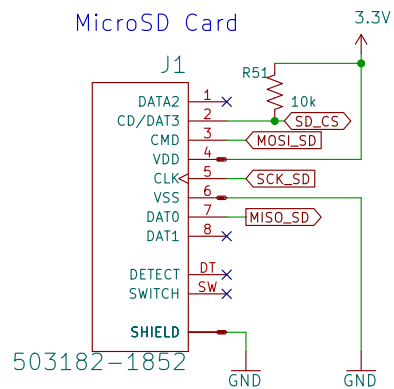 MicroSD Card
3.3V
J1
R51
10k
DATA2 1
CD/DAT3 2 SD_CS
CMD 3 MOSI_SD
VDD 4
CLK 5 SCK_SD
VSS 6
DAT0 7 MISO_SD
DAT1 8
DETECT DT
SWITCH SW
SHIELD
503182-1852
GND GND